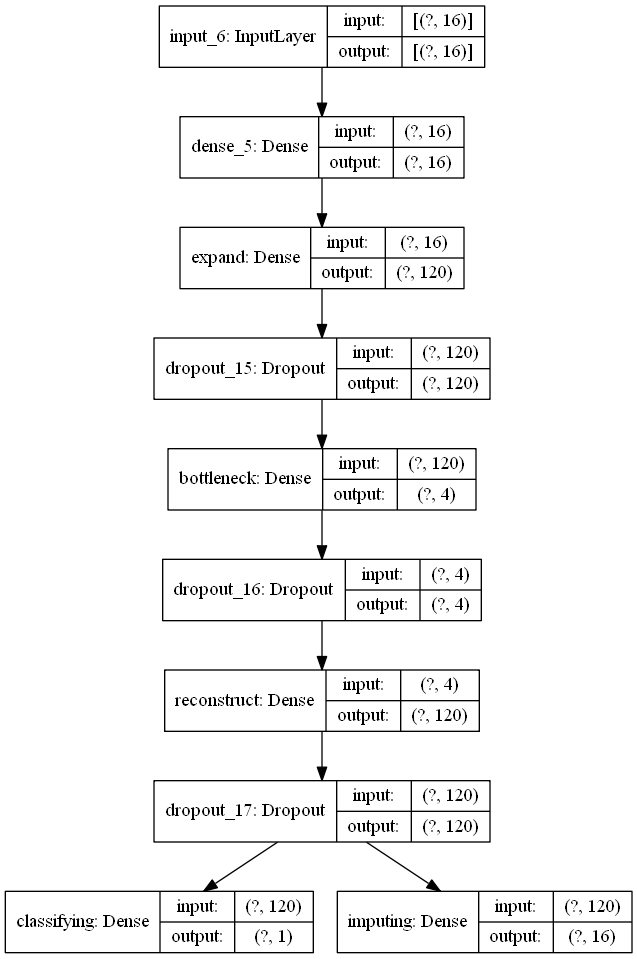 input_6: InputLayer
input: [(?, 16)]
output: [(?, 16)]
dense_5: Dense
input: (?, 16)
output: (?, 16)
expand: Dense
input: (?, 16)
output: (?, 120)
dropout_15: Dropout
input: (?, 120)
output: (?, 120)
bottleneck: Dense
input: (?, 120)
output: (?, 4)
dropout_16: Dropout
input: (?, 4)
output: (?, 4)
reconstruct: Dense
input: (?, 4)
output: (?, 120)
dropout_17: Dropout
input: (?, 120)
output: (?, 120)
classifying: Dense
input: (?, 120)
output: (?, 1)
imputing: Dense
input: (?, 120)
output: (?, 16)